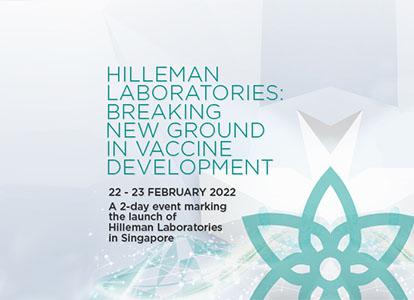 HILLEMAN
LABORATORIES:
BREAKING
NEW GROUND
IN VACCINE
DEVELOPMENT
22 - 23 FEBRUARY 2022
A 2-day event marking
the launch of
Hilleman Laboratories
in Singapore